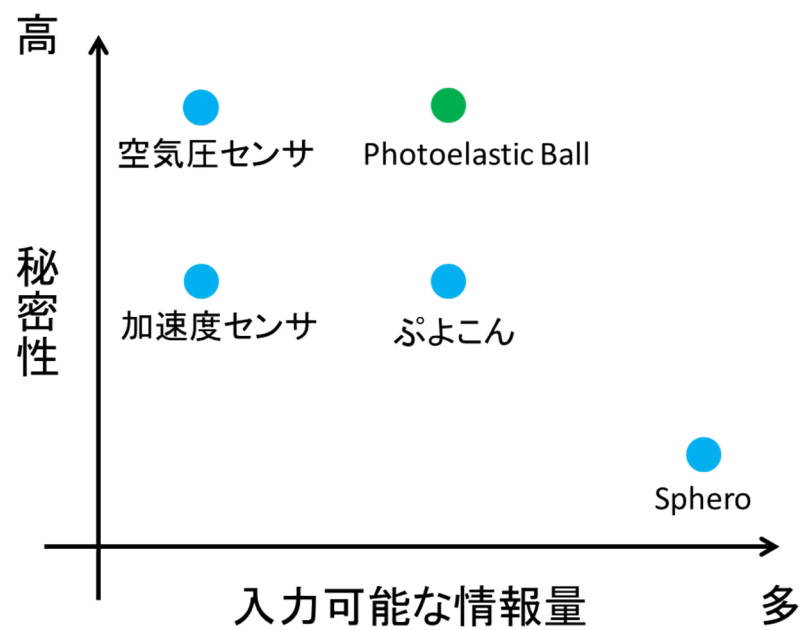 高
空気圧センサ
Photoelastic Ball
秘密性
加速度センサ
ぷよこん
Sphero
入力可能な情報量
多